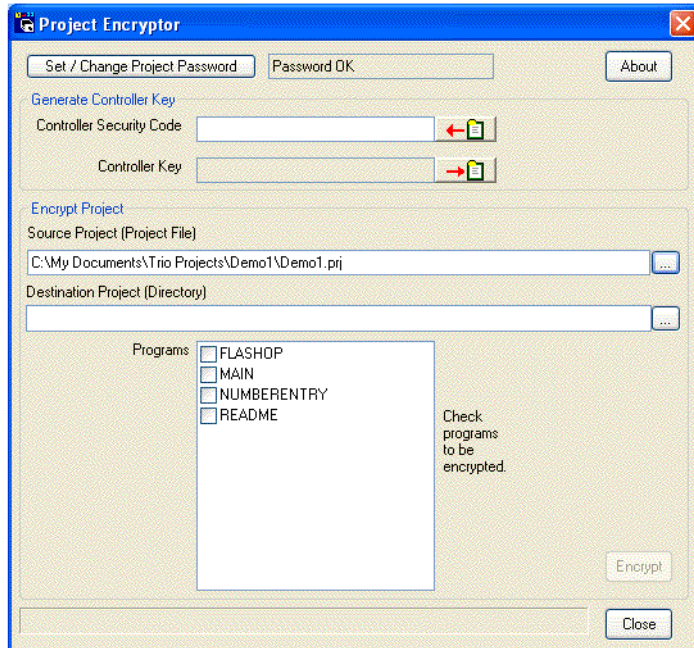 Project Encryptor
Set / Change Project Password
Password OK
About
Generate Controller Key
Controller Security Code
Controller Key
Encrypt Project
Source Project (Project File)
C:\My Documents\Trio Projects\Demo1\Demo1.prj
...
Destination Project (Directory)
...
Programs
FLASHOP
MAIN
NUMBERENTRY
README
Check
programs
to be
encrypted.
Encrypt
Close